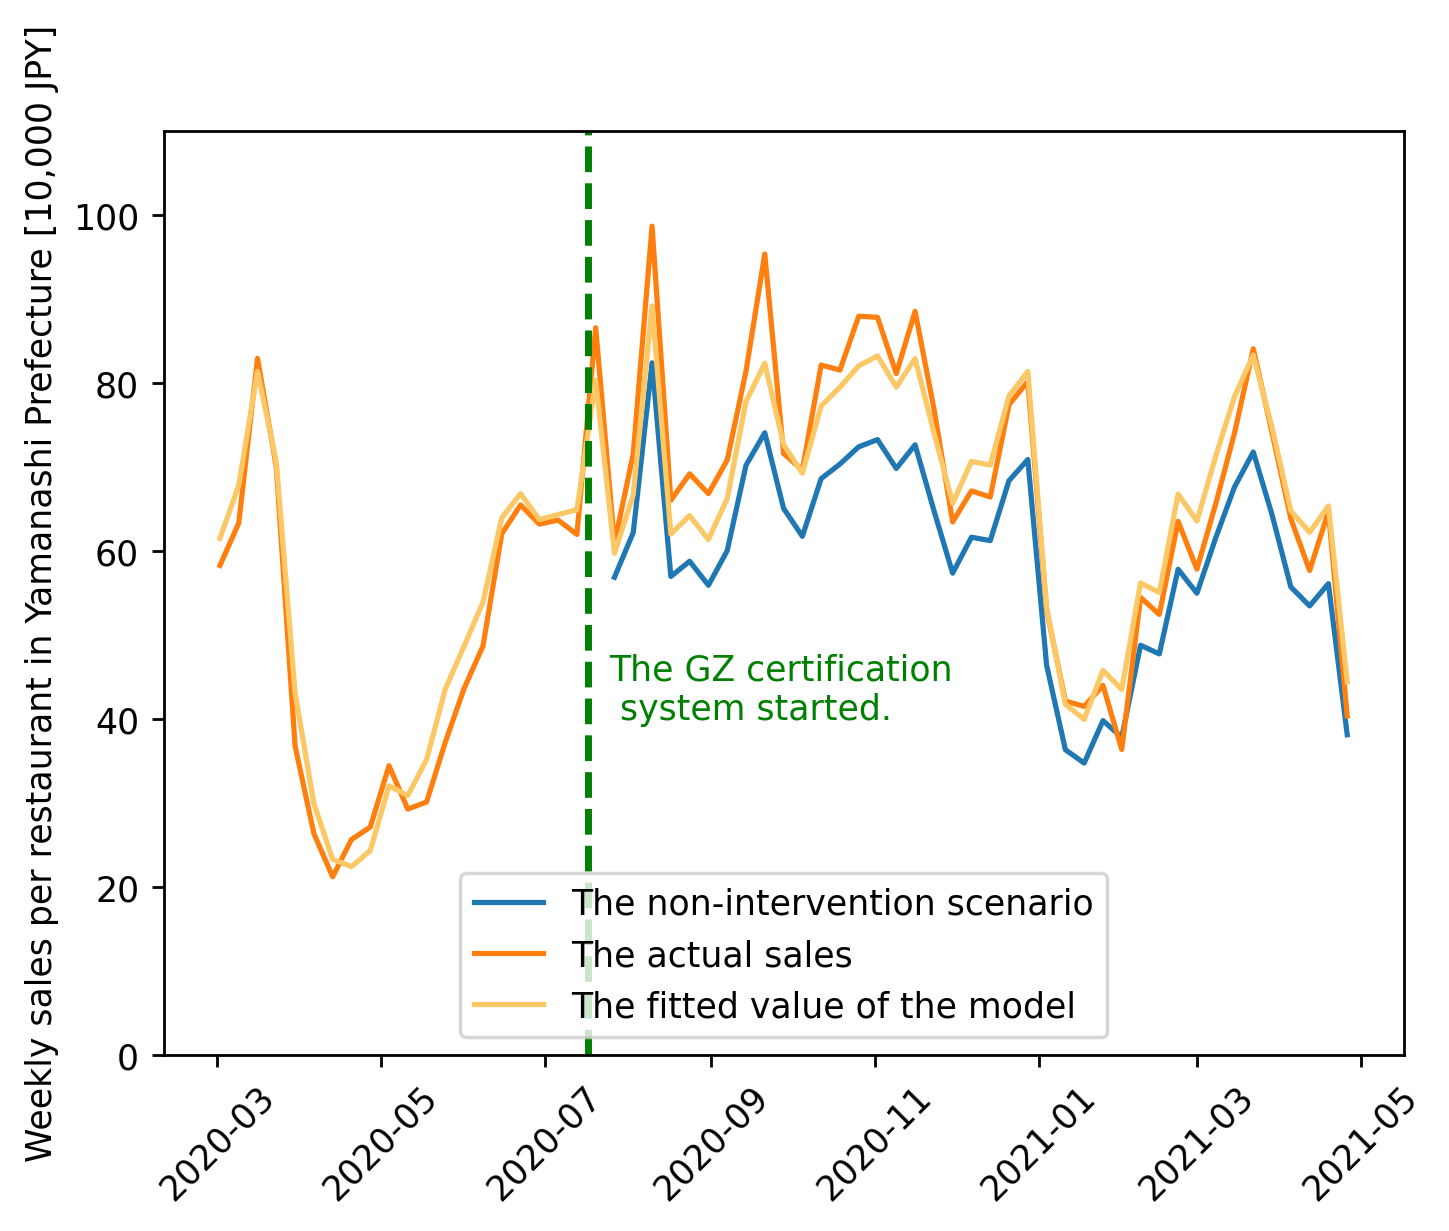 Weekly sales per restaurant in Yamanashi Prefecture [10,000 JPY]
100
80
60
40
20
0
The GZ certification
system started.
The non-intervention scenario
The actual sales
The fitted value of the model
2020-03
2020-05
2020-07
2020-09
2020-11
2021-01
2021-03
2021-05